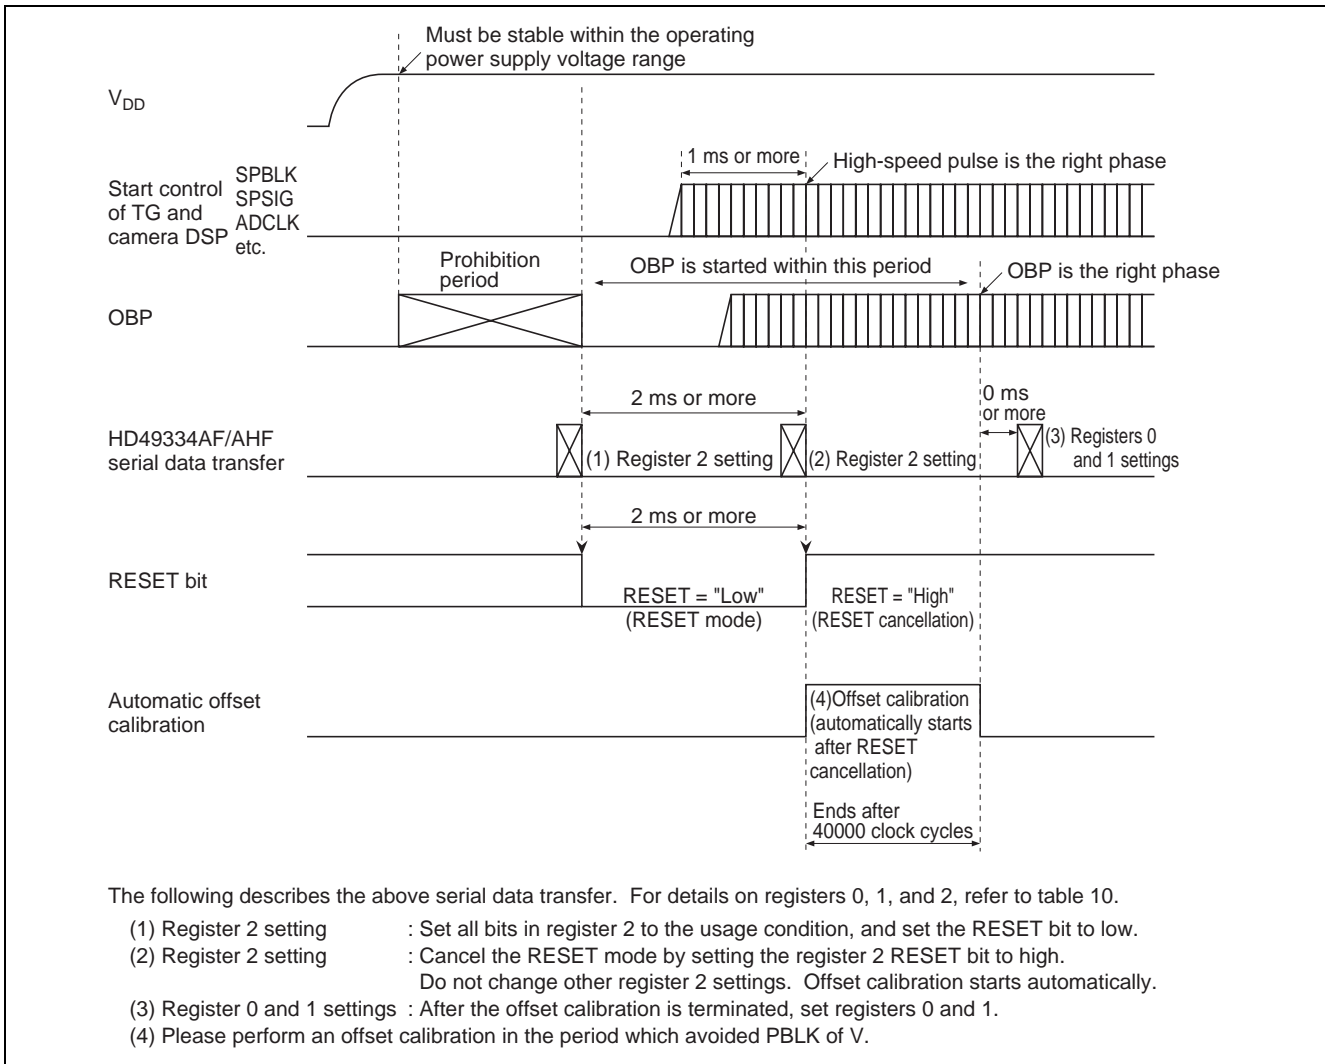 Must be stable within the operating
power supply voltage range
VDD
1 ms or more
High-speed pulse is the right phase
Start control
of TG and
camera DSP
SPBLK
SPSIG
ADCLK
etc.
Prohibition
period
OBP is started within this period
OBP is the right phase
OBP
2 ms or more
0 ms
or more
HD49334AF/AHF
serial data transfer
(1) Register 2 setting
(2) Register 2 setting
(3) Registers 0
and 1 settings
2 ms or more
RESET bit
RESET = "Low"
(RESET mode)
RESET = "High"
(RESET cancellation)
Automatic offset
calibration
(4)Offset calibration
(automatically starts
after RESET
cancellation)
Ends after
40000 clock cycles
The following describes the above serial data transfer. For details on registers 0, 1, and 2, refer to table 10.
(1) Register 2 setting : Set all bits in register 2 to the usage condition, and set the RESET bit to low.
(2) Register 2 setting : Cancel the RESET mode by setting the register 2 RESET bit to high.
Do not change other register 2 settings. Offset calibration starts automatically.
(3) Register 0 and 1 settings : After the offset calibration is terminated, set registers 0 and 1.
(4) Please perform an offset calibration in the period which avoided PBLK of V.